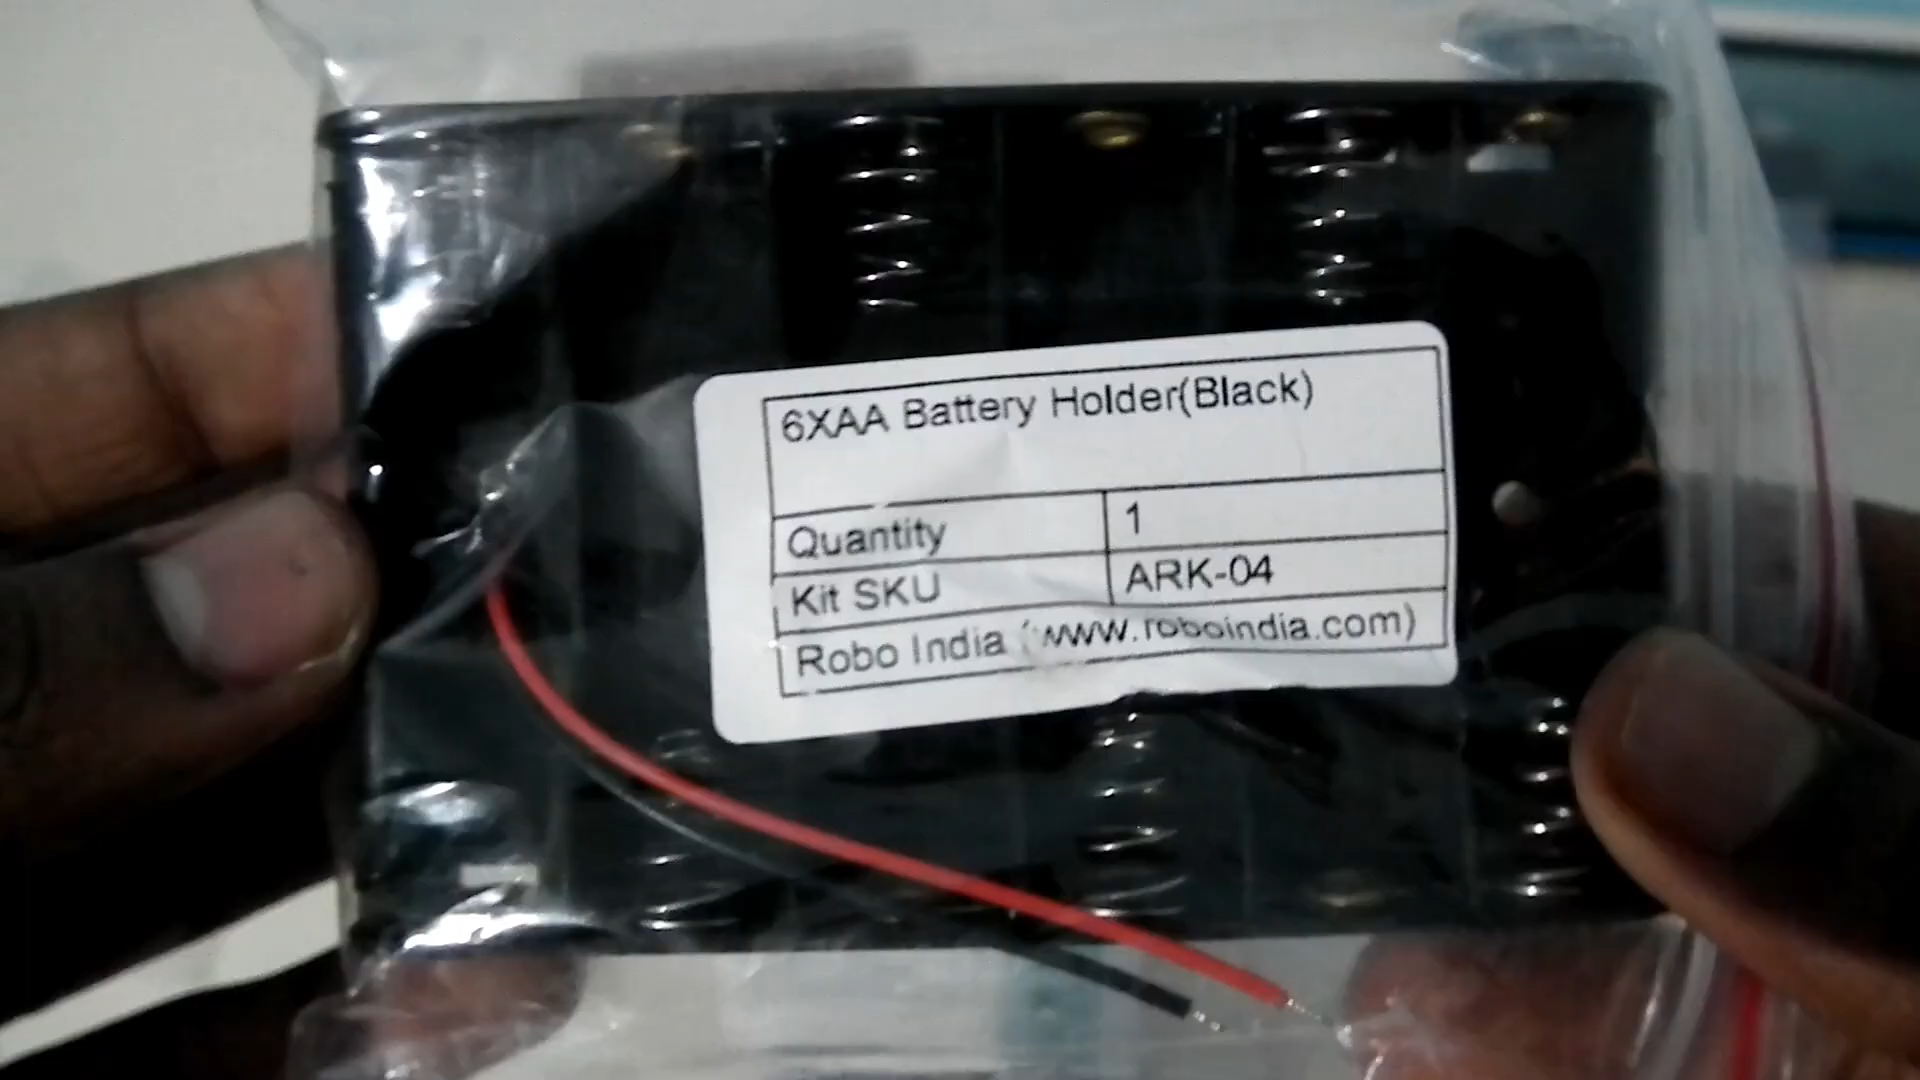 6XAA Battery Holder(Black)
Quantity 1
Kit SKU ARK-04
Robo India (www.roboindia.com)